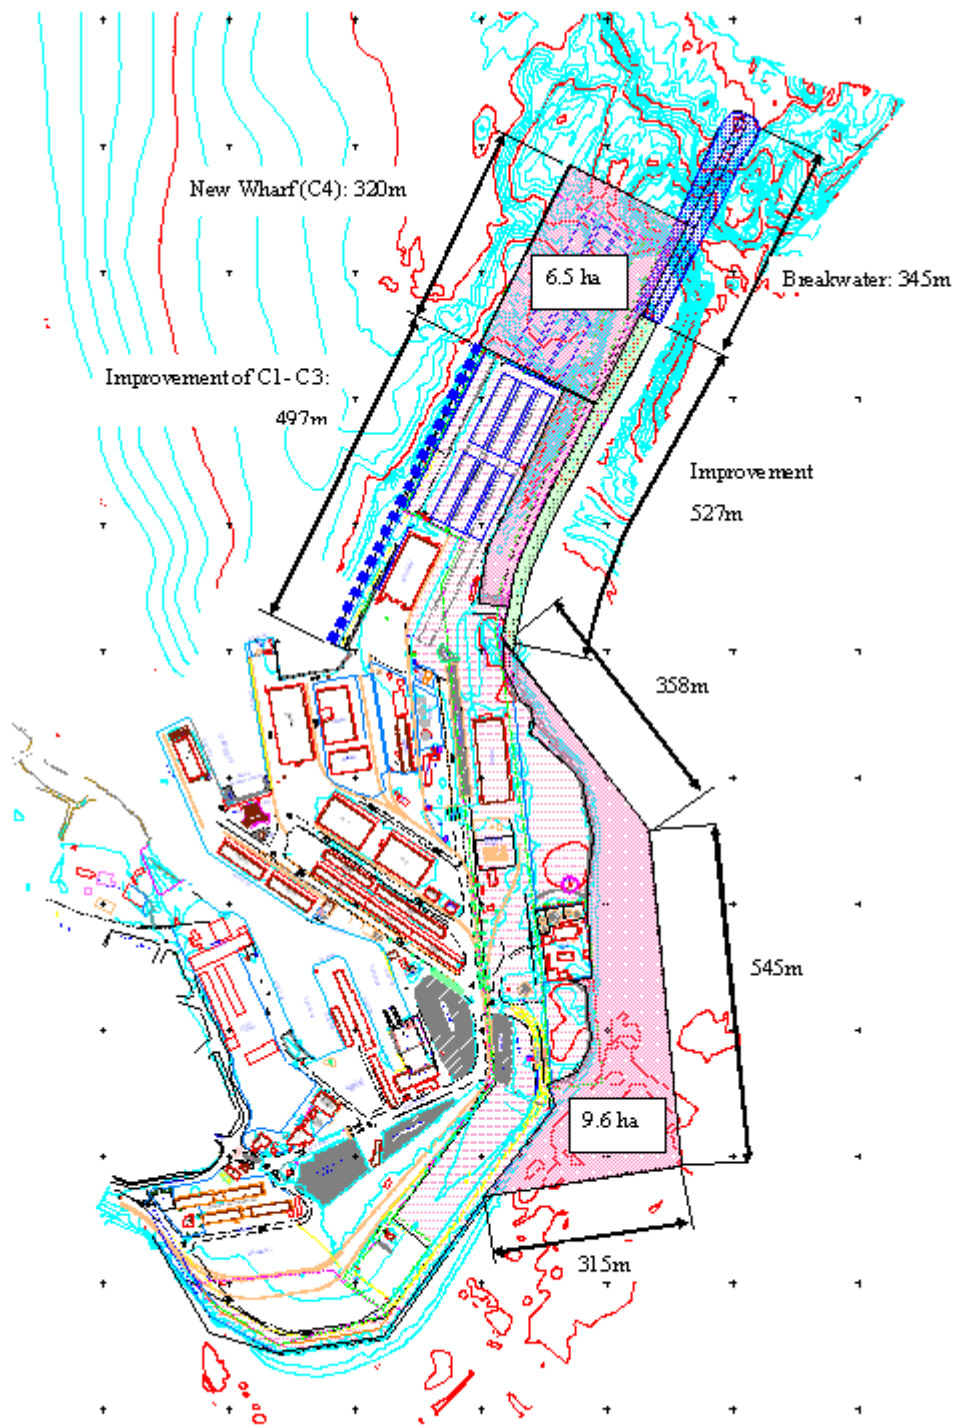 New Wharf (C4): 320m
6.5 ha
Breakwater: 345m
Improvement of C1- C3:
497m
Improvement
527m
358m
545m
9.6 ha
315m